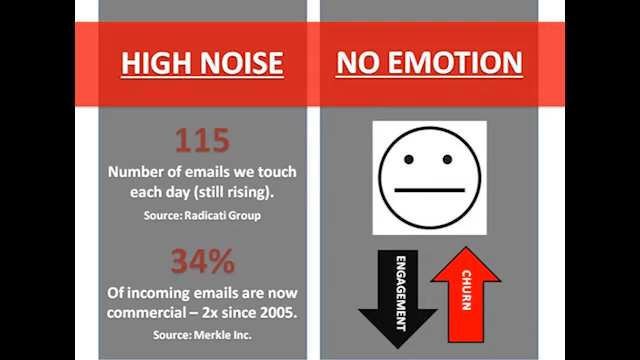 HIGH NOISE
115
Number of emails we touch
each day (still rising).
Source: Radicati Group
34%
Of incoming emails are now
commercial – 2x since 2005.
Source: Merkle Inc.
NO EMOTION
ENGAGEMENT
CHURN